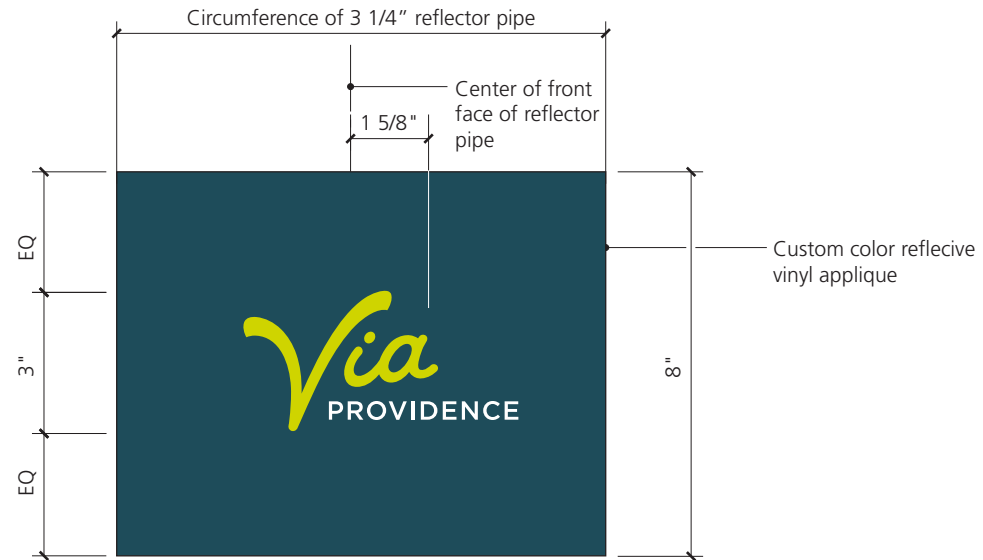 Circumference of 3 1/4” reflector pipe
Center of front
face of reflector
pipe
1 5/8"
EQ
3"
EQ
8"
Custom color reflecive
vinyl applique
Via
PROVIDENCE